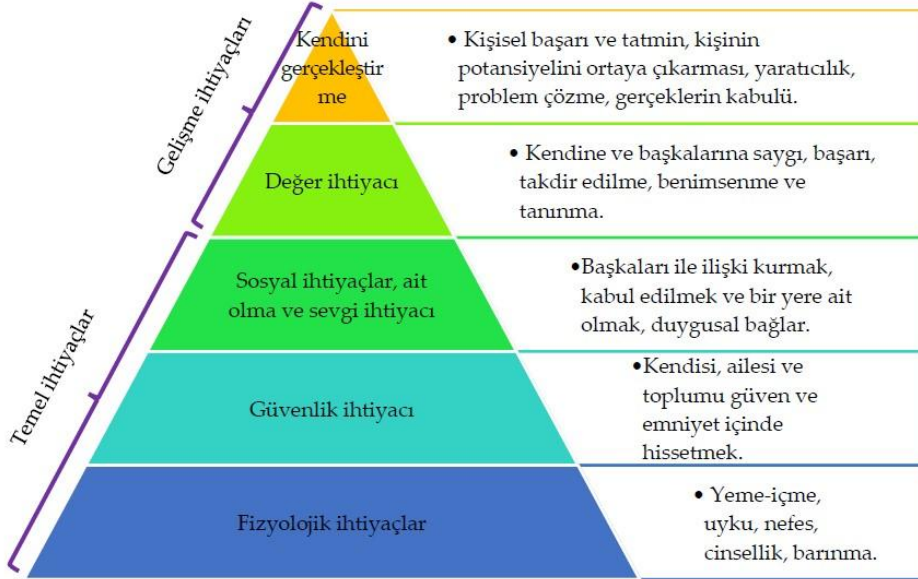 Gelişme ihtiyaçları
Kendini
gerçekleştir
me
• Kişisel başarı ve tatmin, kişinin
potansiyelini ortaya çıkarması, yaratıcılık,
problem çözme, gerçeklerin kabulü.
Değer ihtiyacı
• Kendine ve başkalarına saygı, başarı,
takdir edilme, benimsenme ve
tanınma.
Temel ihtiyaçlar
Sosyal ihtiyaçlar, ait
olma ve sevgi ihtiyacı
•Başkaları ile ilişki kurmak,
kabul edilmek ve bir yere ait
olmak, duygusal bağlar.
Güvenlik ihtiyacı
•Kendisi, ailesi ve
toplumu güven ve
emniyet içinde
hissetmek.
Fizyolojik ihtiyaçlar
• Yeme-içme,
uyku, nefes,
cinsellik, barınma.